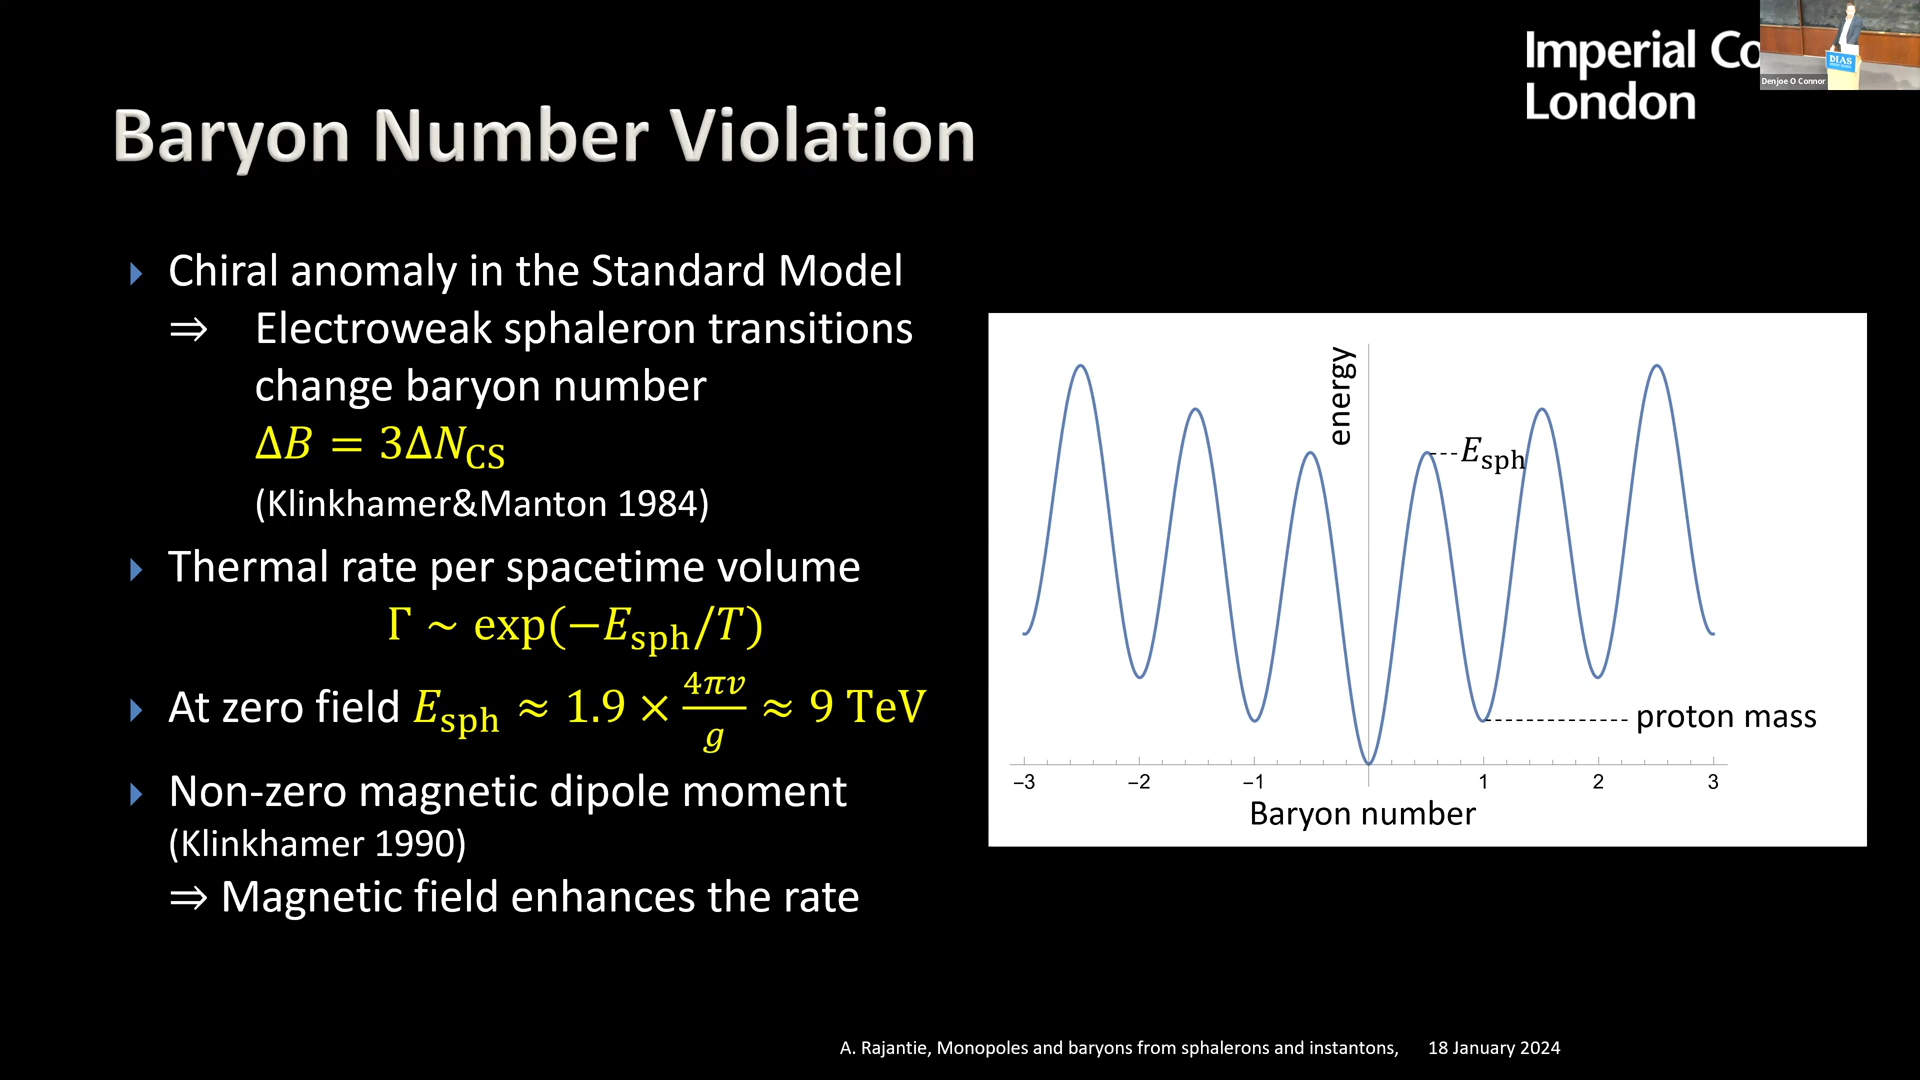 Imperial Co
London
DIAS
Denjoe O Connor
Baryon Number Violation
Chiral anomaly in the Standard Model
⇒ Electroweak sphaleron transitions
change baryon number
ΔB = 3ΔN_CS
(Klinkhamer&Manton 1984)
Thermal rate per spacetime volume
Γ ~ exp(−E_sph/T)
At zero field E_sph ≈ 1.9 × 4πv/g ≈ 9 TeV
Non-zero magnetic dipole moment
(Klinkhamer 1990)
⇒ Magnetic field enhances the rate
energy
E_sph
proton mass
−3 −2 −1 1 2 3
Baryon number
A. Rajantie, Monopoles and baryons from sphalerons and instantons, 18 January 2024